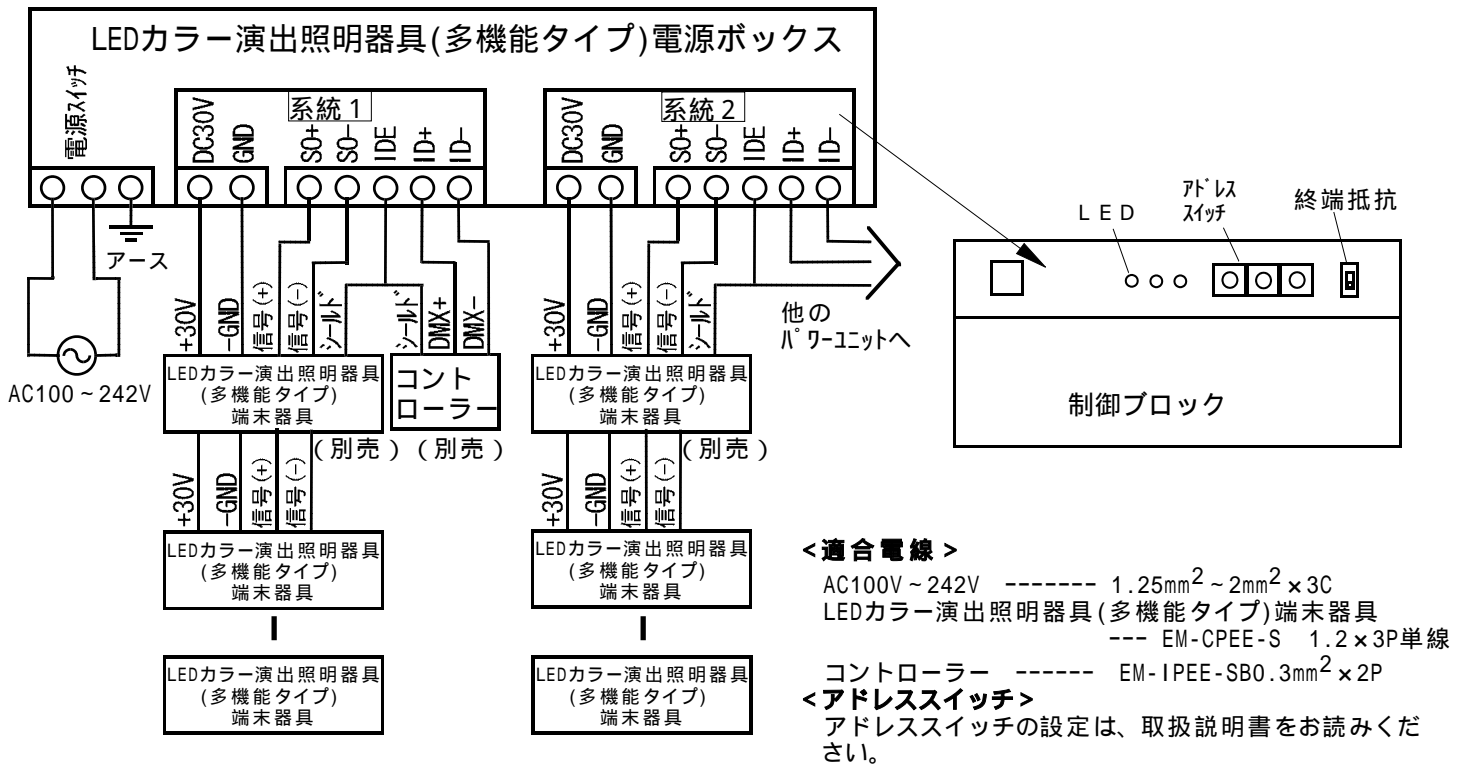 LEDカラー演出照明器具(多機能タイプ)電源ボックス
電源スイッチ
系統1
DC30V
GND
SO+
SO-
IDE
ID+
ID-
系統2
DC30V
GND
SO+
SO-
IDE
ID+
ID-
アース
AC100~242V
+30V
-GND
信号(+)
信号(-)
シールド
シールド
DMX+
DMX-
LEDカラー演出照明器具
(多機能タイプ)
端末器具
コント
ローラー
(別売)
(別売)
+30V
-GND
信号(+)
信号(-)
シールド
LEDカラー演出照明器具
(多機能タイプ)
端末器具
(別売)
他の
パワーユニットへ
+30V
-GND
信号(+)
信号(-)
LEDカラー演出照明器具
(多機能タイプ)
端末器具
+30V
-GND
信号(+)
信号(-)
LEDカラー演出照明器具
(多機能タイプ)
端末器具
LEDカラー演出照明器具
(多機能タイプ)
端末器具
LEDカラー演出照明器具
(多機能タイプ)
端末器具
LED
アドレス
スイッチ
終端抵抗
制御ブロック
<適合電線>
AC100V~242V ------- 1.25mm2~2mm2×3C
LEDカラー演出照明器具(多機能タイプ)端末器具
--- EM-CPEE-S 1.2×3P単線
コントローラー ------ EM-IPEE-SB0.3mm2×2P
<アドレススイッチ>
アドレススイッチの設定は、取扱説明書をお読みくだ
さい。